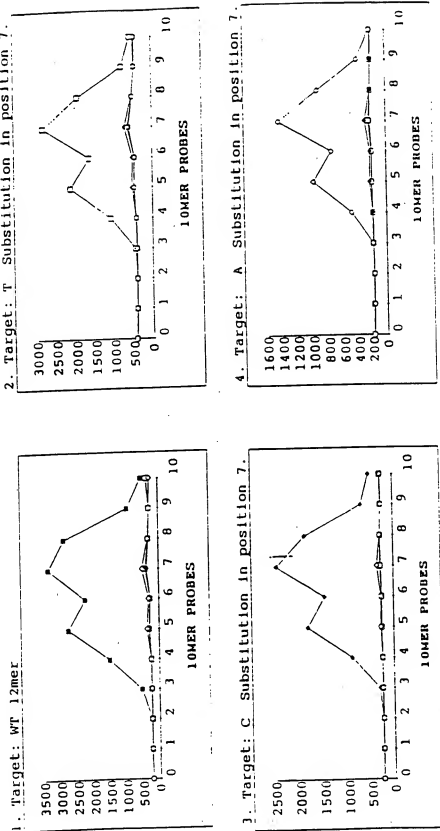 1. Target: WT 12mer
3500
3000
2500
2000
1500
1000
500
0
0 1 2 3 4 5 6 7 8 9 10
10MER PROBES
2. Target: T Substitution in position 7.
3000
2500
2000
1500
1000
500
0
0 1 2 3 4 5 6 7 8 9 10
10MER PROBES
3. Target: C Substitution in position 7.
2500
2000
1500
1000
500
0
0 1 2 3 4 5 6 7 8 9 10
10MER PROBES
4. Target: A Substitution in position 7.
1600
1400
1200
1000
800
600
400
200
0
0 1 2 3 4 5 6 7 8 9 10
10MER PROBES